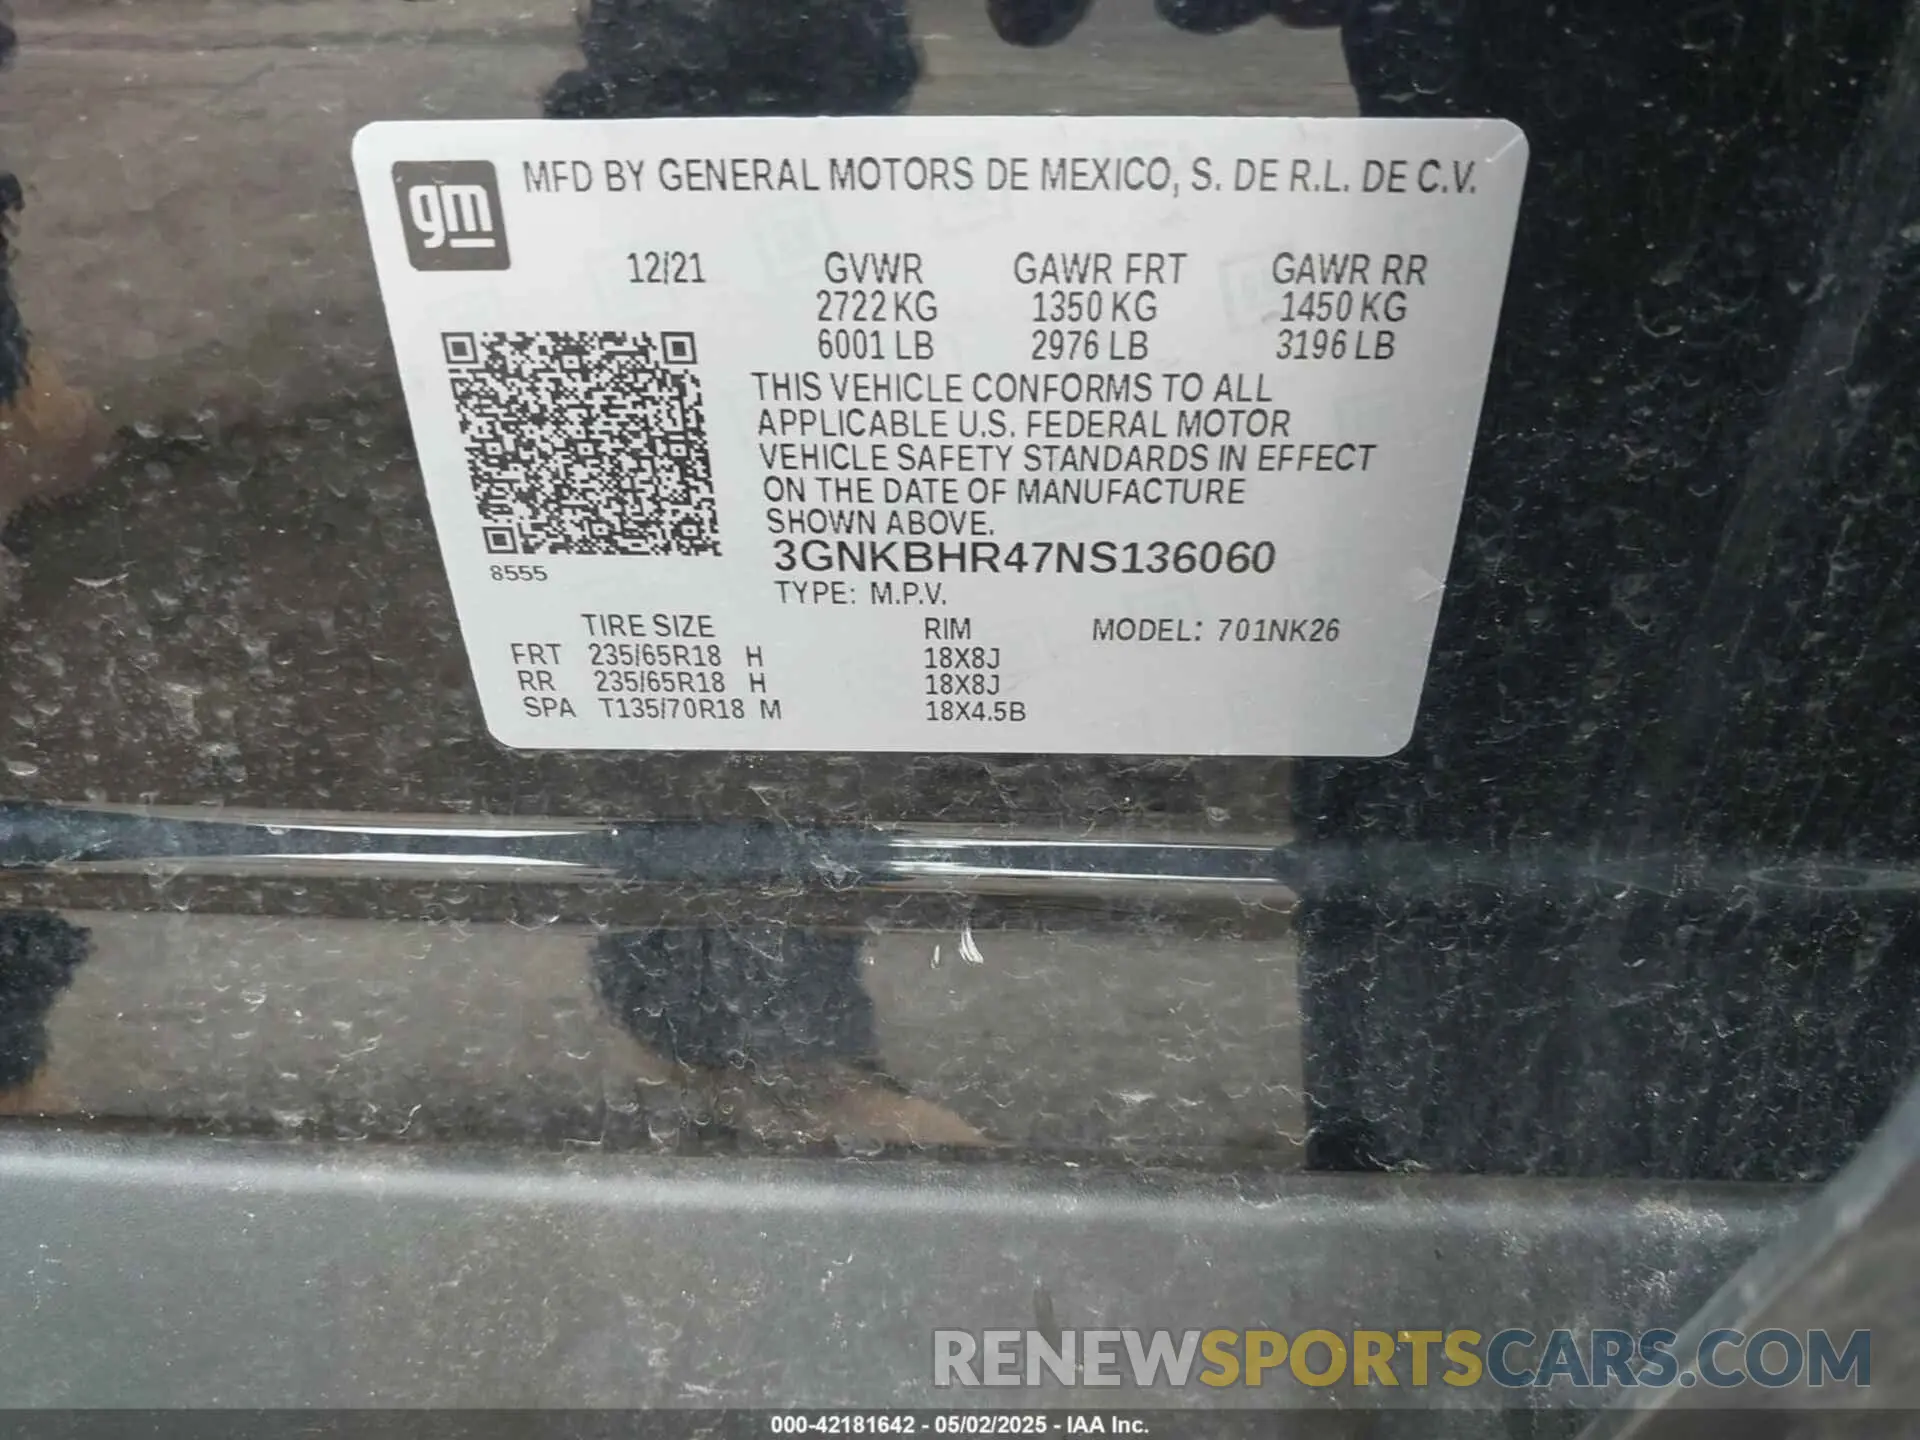 gm
MFD BY GENERAL MOTORS DE MEXICO, S. DE R.L. DE C.V.
12/21 GVWR GAWR FRT GAWR RR
2722 KG 1350 KG 1450 KG
6001 LB 2976 LB 3196 LB
THIS VEHICLE CONFORMS TO ALL
APPLICABLE U.S. FEDERAL MOTOR
VEHICLE SAFETY STANDARDS IN EFFECT
ON THE DATE OF MANUFACTURE
SHOWN ABOVE.
3GNKBHR47NS136060
8555
TYPE: M.P.V.
TIRE SIZE RIM MODEL: 701NK26
FRT 235/65R18 H 18X8J
RR 235/65R18 H 18X8J
SPA T135/70R18 M 18X4.5B
RENEWSPORTSCARS.COM
000-42181642 - 05/02/2025 - IAA Inc.